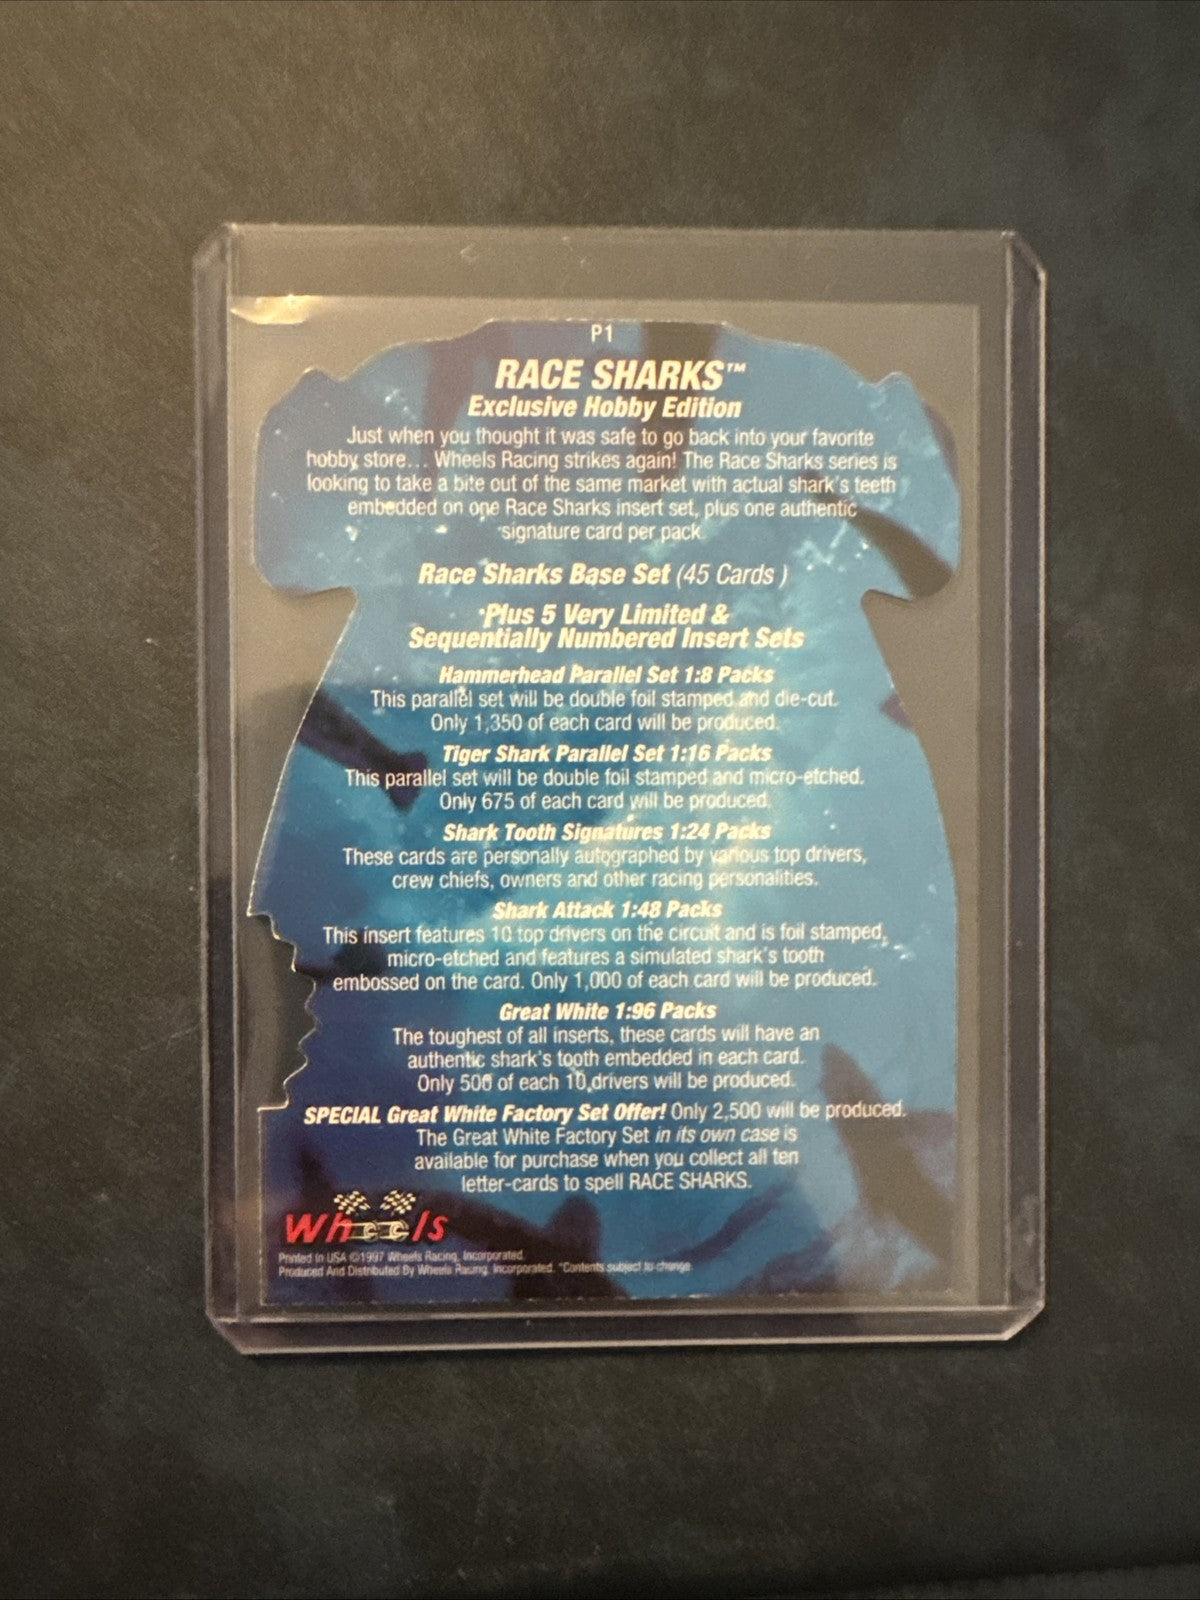 P1
RACE SHARKS™
Exclusive Hobby Edition
Just when you thought it was safe to go back into your favorite
hobby store... Wheels Racing strikes again! The Race Sharks series is
looking to take a bite out of the same market with actual shark's teeth
embedded on one Race Sharks insert set, plus one authentic
signature card per pack.
Race Sharks Base Set (45 Cards )
*Plus 5 Very Limited &
Sequentially Numbered Insert Sets
Hammerhead Parallel Set 1:8 Packs
This parallel set will be double foil stamped and die-cut.
Only 1,350 of each card will be produced.
Tiger Shark Parallel Set 1:16 Packs
This parallel set will be double foil stamped and micro-etched.
Only 675 of each card will be produced.
Shark Tooth Signatures 1:24 Packs
These cards are personally autographed by various top drivers,
crew chiefs, owners and other racing personalities.
Shark Attack 1:48 Packs
This insert features 10 top drivers on the circuit and is foil stamped,
micro-etched and features a simulated shark's tooth
embossed on the card. Only 1,000 of each card will be produced.
Great White 1:96 Packs
The toughest of all inserts, these cards will have an
authentic shark's tooth embedded in each card.
Only 500 of each 10 drivers will be produced.
SPECIAL Great White Factory Set Offer! Only 2,500 will be produced.
The Great White Factory Set in its own case is
available for purchase when you collect all ten
letter-cards to spell RACE SHARKS.
Wheels
Printed In USA ©1997 Wheels Racing, Incorporated.
Produced And Distributed By Wheels Racing, Incorporated. *Contents subject to change.